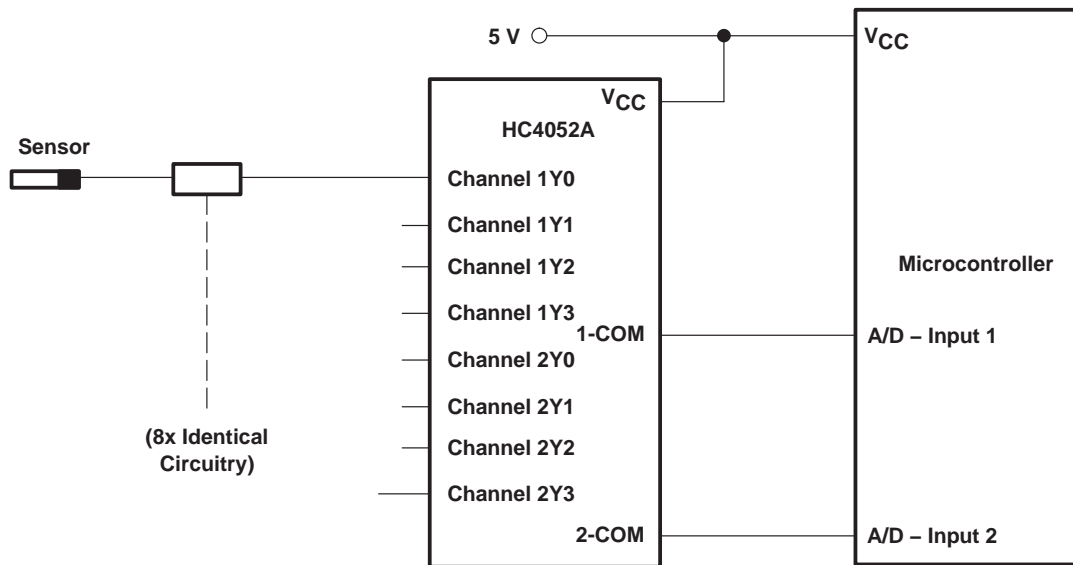 5 V
VCC
VCC
HC4052A
Sensor
Channel 1Y0
Channel 1Y1
Channel 1Y2
Microcontroller
Channel 1Y3
1-COM
A/D – Input 1
Channel 2Y0
Channel 2Y1
(8x Identical
Circuitry)
Channel 2Y2
Channel 2Y3
2-COM
A/D – Input 2